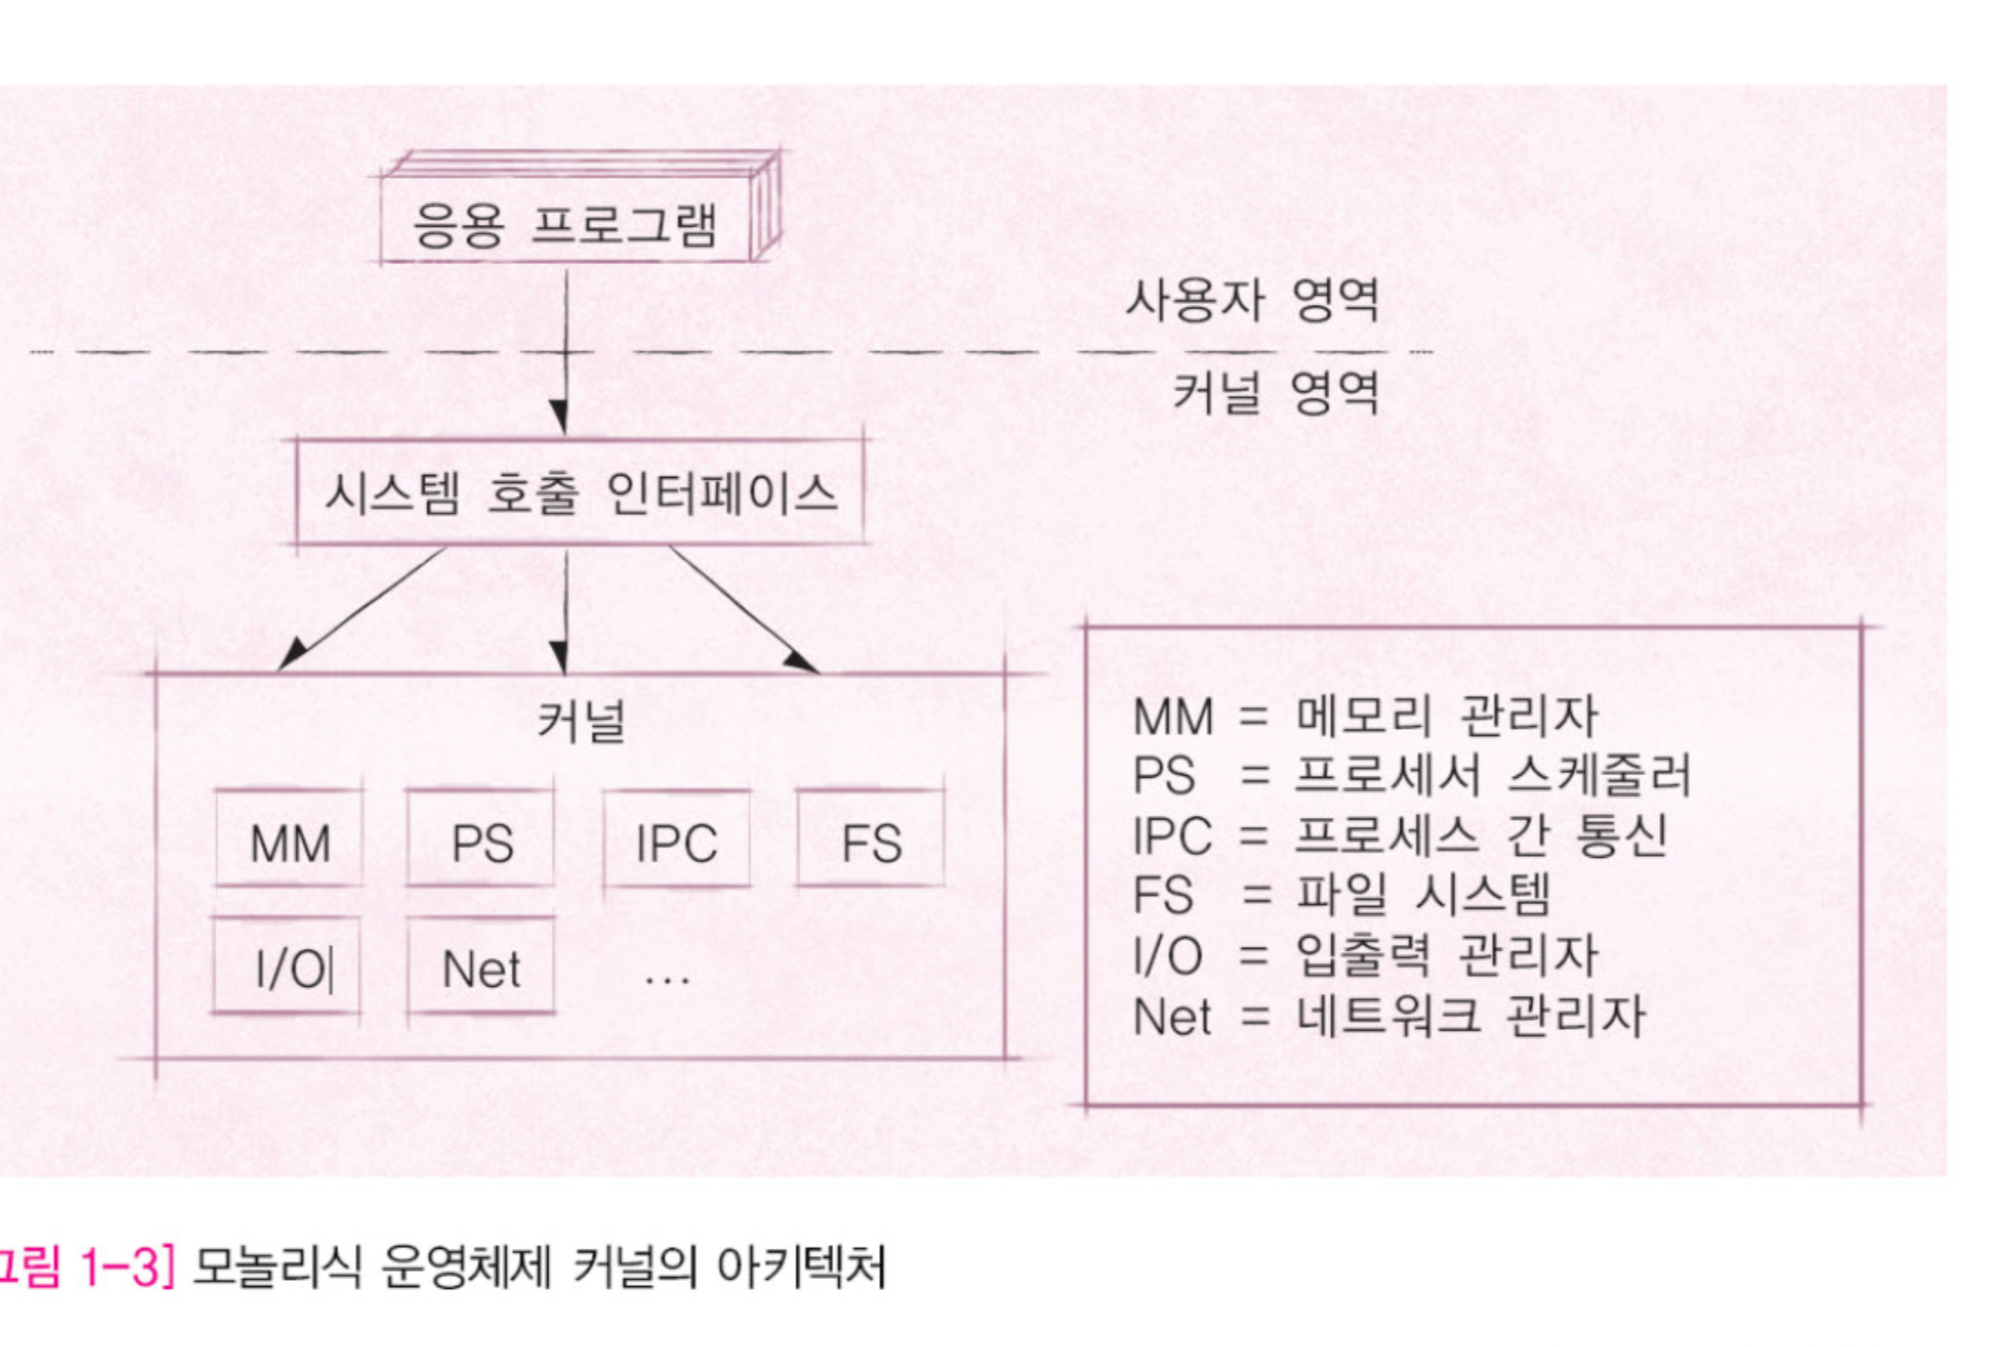 응용 프로그램
사용자 영역
커널 영역
시스템 호출 인터페이스
커널
MM PS IPC FS
I/O Net ...
MM = 메모리 관리자
PS = 프로세서 스케줄러
IPC = 프로세스 간 통신
FS = 파일 시스템
I/O = 입출력 관리자
Net = 네트워크 관리자
그림 1-3] 모놀리식 운영체제 커널의 아키텍처